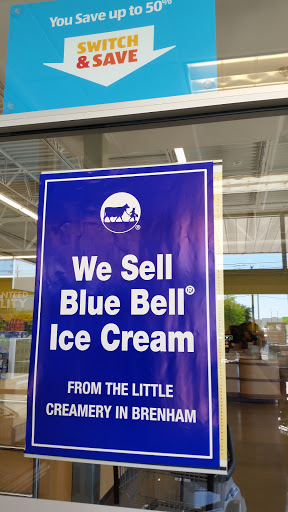 You Save up to 50%
SWITCH
& SAVE
We Sell
Blue Bell®
Ice Cream
FROM THE LITTLE
CREAMERY IN BRENHAM